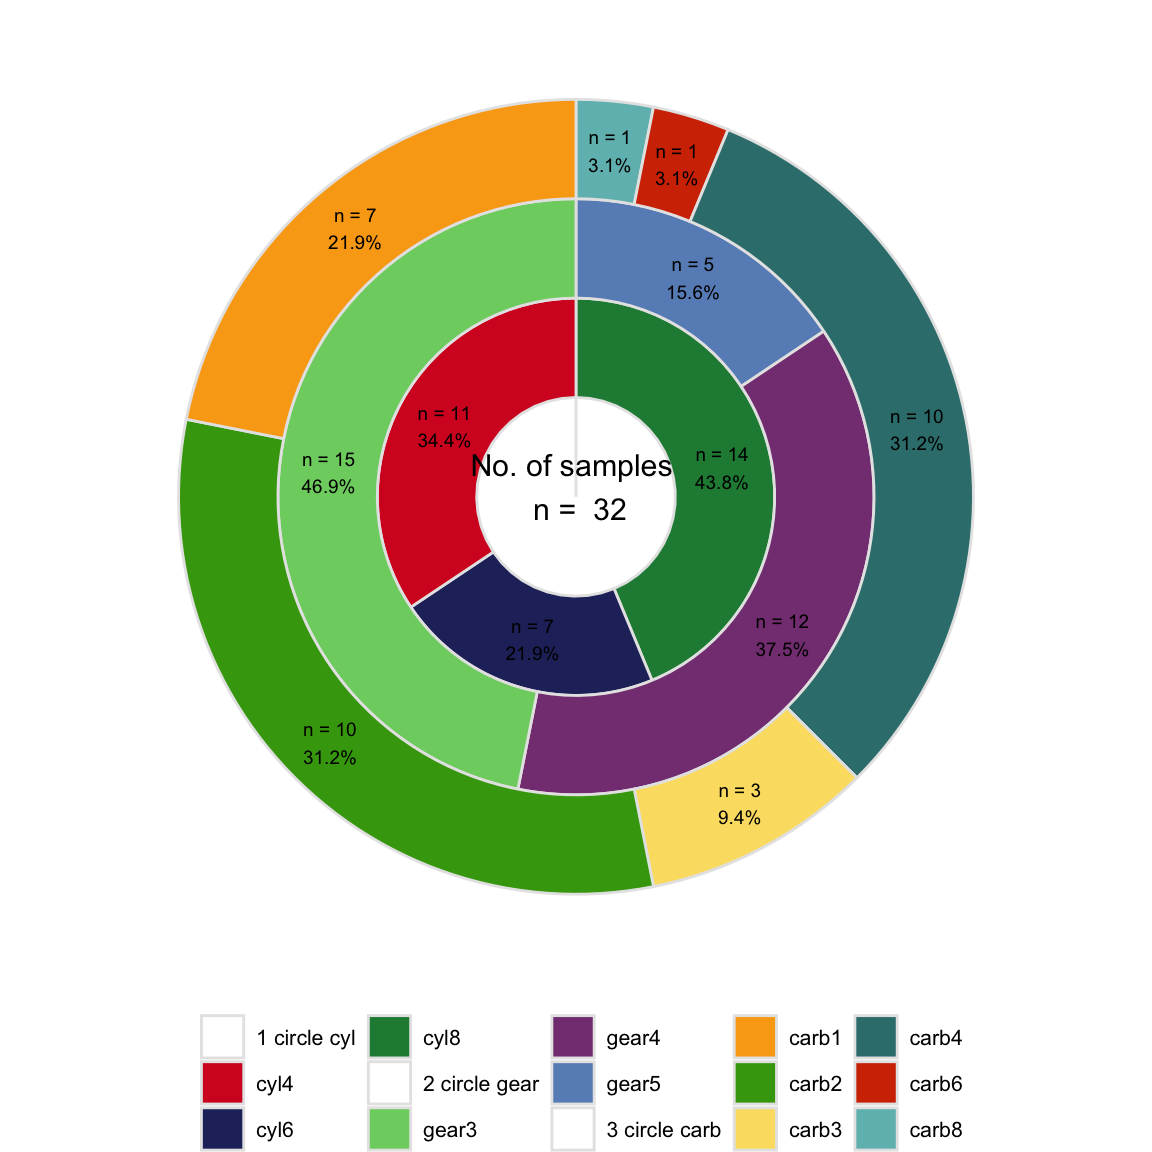 n = 1
3.1%
n = 1
3.1%
n = 7
21.9%
n = 5
15.6%
n = 11
34.4%
n = 10
31.2%
n = 15
46.9%
n = 14
43.8%
No. of samples
n =  32
n = 7
21.9%
n = 12
37.5%
n = 10
31.2%
n = 3
9.4%
1 circle cyl
cyl4
cyl6
cyl8
2 circle gear
gear3
gear4
gear5
3 circle carb
carb1
carb2
carb3
carb4
carb6
carb8